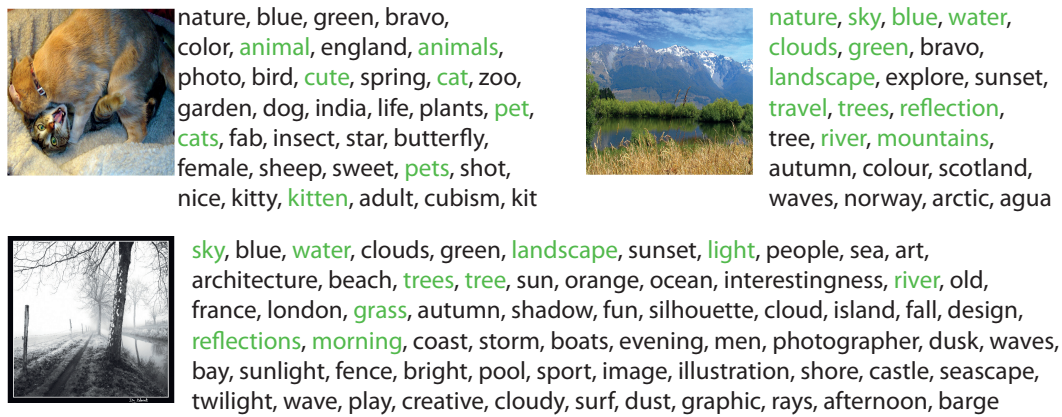 nature, blue, green, bravo,
color, animal, england, animals,
photo, bird, cute, spring, cat, zoo,
garden, dog, india, life, plants, pet,
cats, fab, insect, star, butterfly,
female, sheep, sweet, pets, shot,
nice, kitty, kitten, adult, cubism, kit
nature, sky, blue, water,
clouds, green, bravo,
landscape, explore, sunset,
travel, trees, reflection,
tree, river, mountains,
autumn, colour, scotland,
waves, norway, arctic, agua
sky, blue, water, clouds, green, landscape, sunset, light, people, sea, art,
architecture, beach, trees, tree, sun, orange, ocean, interestingness, river, old,
france, london, grass, autumn, shadow, fun, silhouette, cloud, island, fall, design,
reflections, morning, coast, storm, boats, evening, men, photographer, dusk, waves,
bay, sunlight, fence, bright, pool, sport, image, illustration, shore, castle, seascape,
twilight, wave, play, creative, cloudy, surf, dust, graphic, rays, afternoon, barge